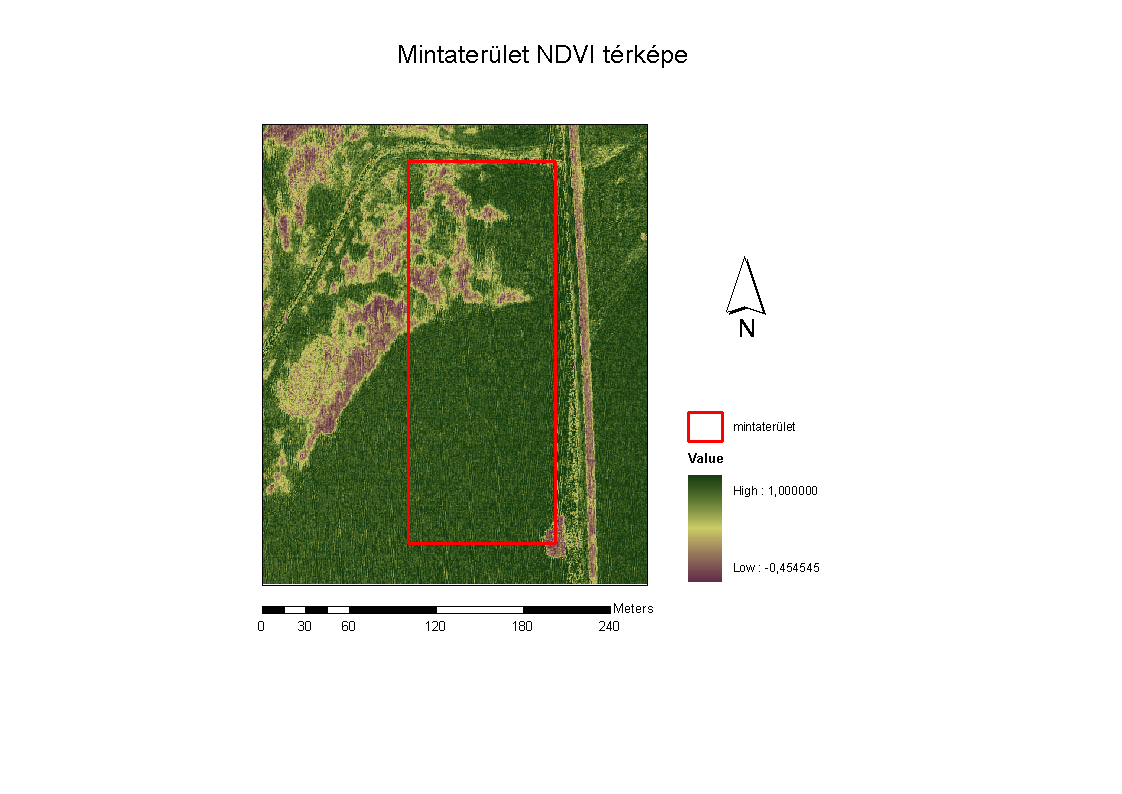 Mintaterület NDVI térképe
N
mintaterület
Value
High : 1,000000
Low : -0,454545
Meters
0 30 60 120 180 240